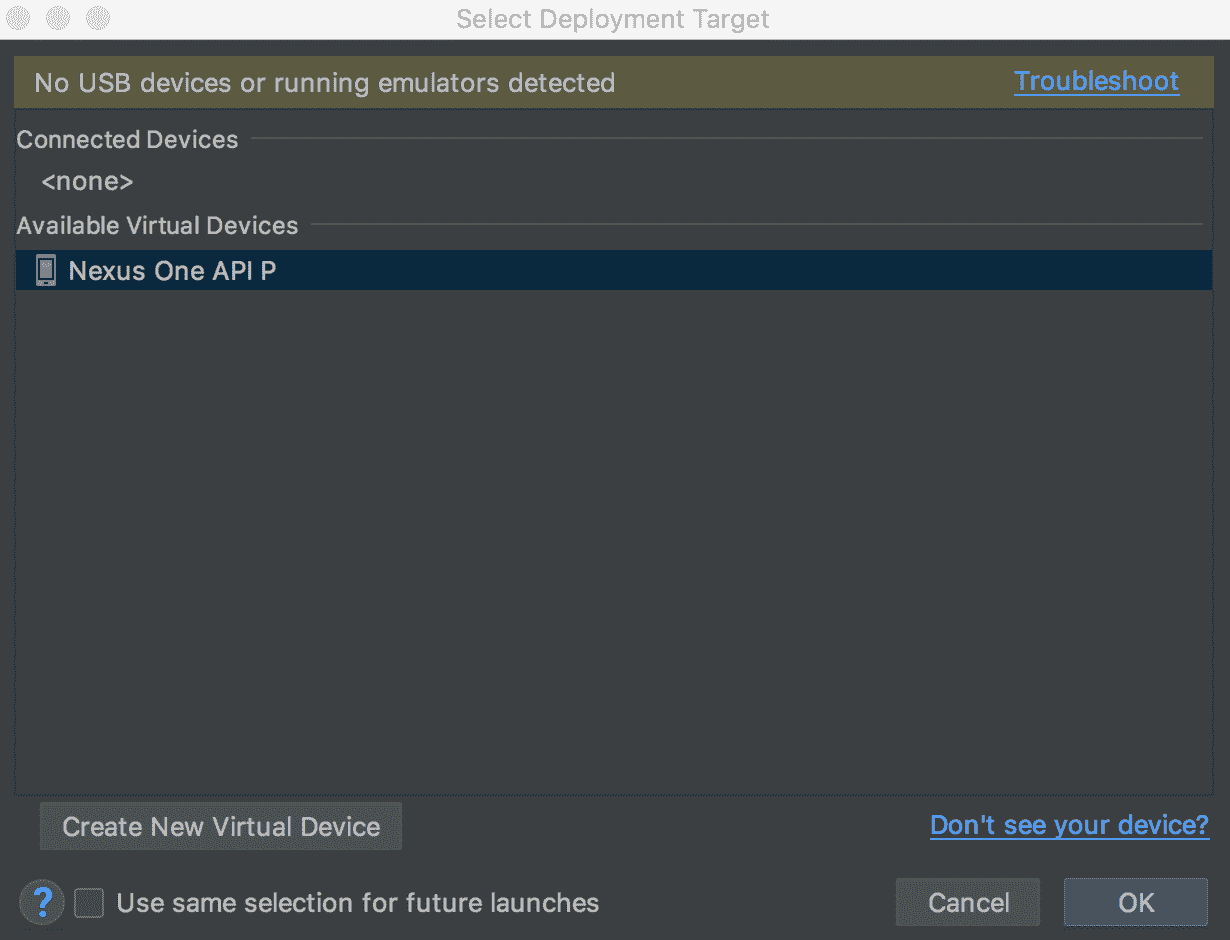 Select Deployment Target
No USB devices or running emulators detected Troubleshoot
Connected Devices
<none>
Available Virtual Devices
Nexus One API P
Create New Virtual Device Don't see your device?
? Use same selection for future launches Cancel OK